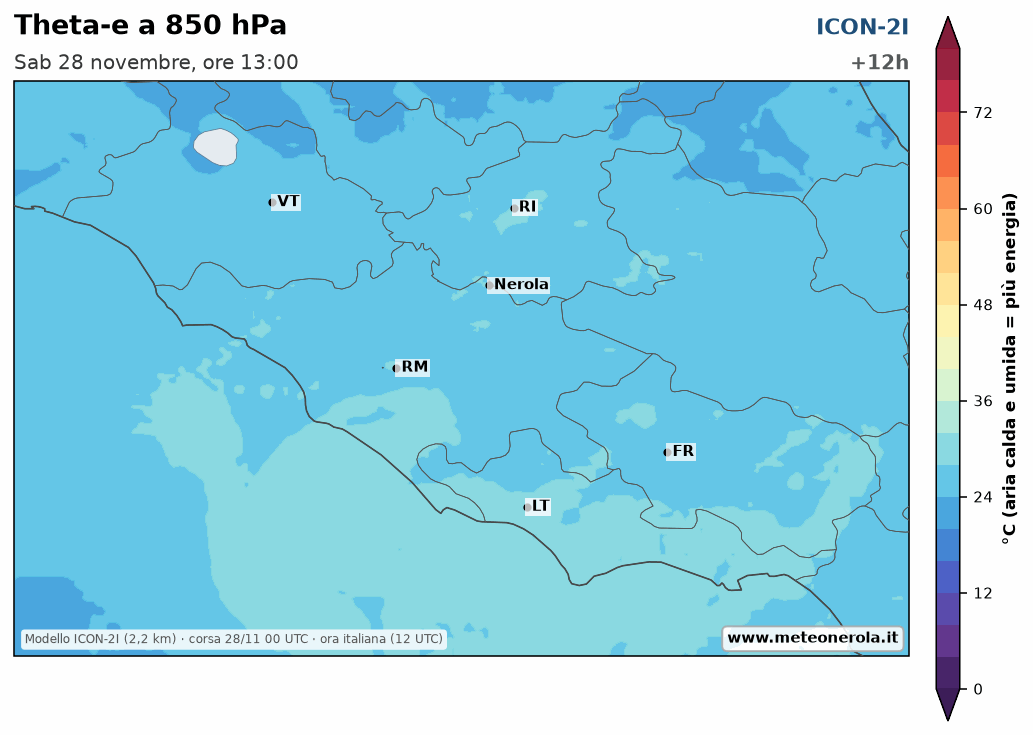 Theta-e a 850 hPa
ICON-2I
Sab 28 novembre, ore 13:00
+12h
VT
RI
Nerola
RM
FR
LT
Modello ICON-2I (2,2 km) · corsa 28/11 00 UTC · ora italiana (12 UTC)
www.meteonerola.it
72
60
48
36
24
12
0
°C (aria calda e umida = più energia)